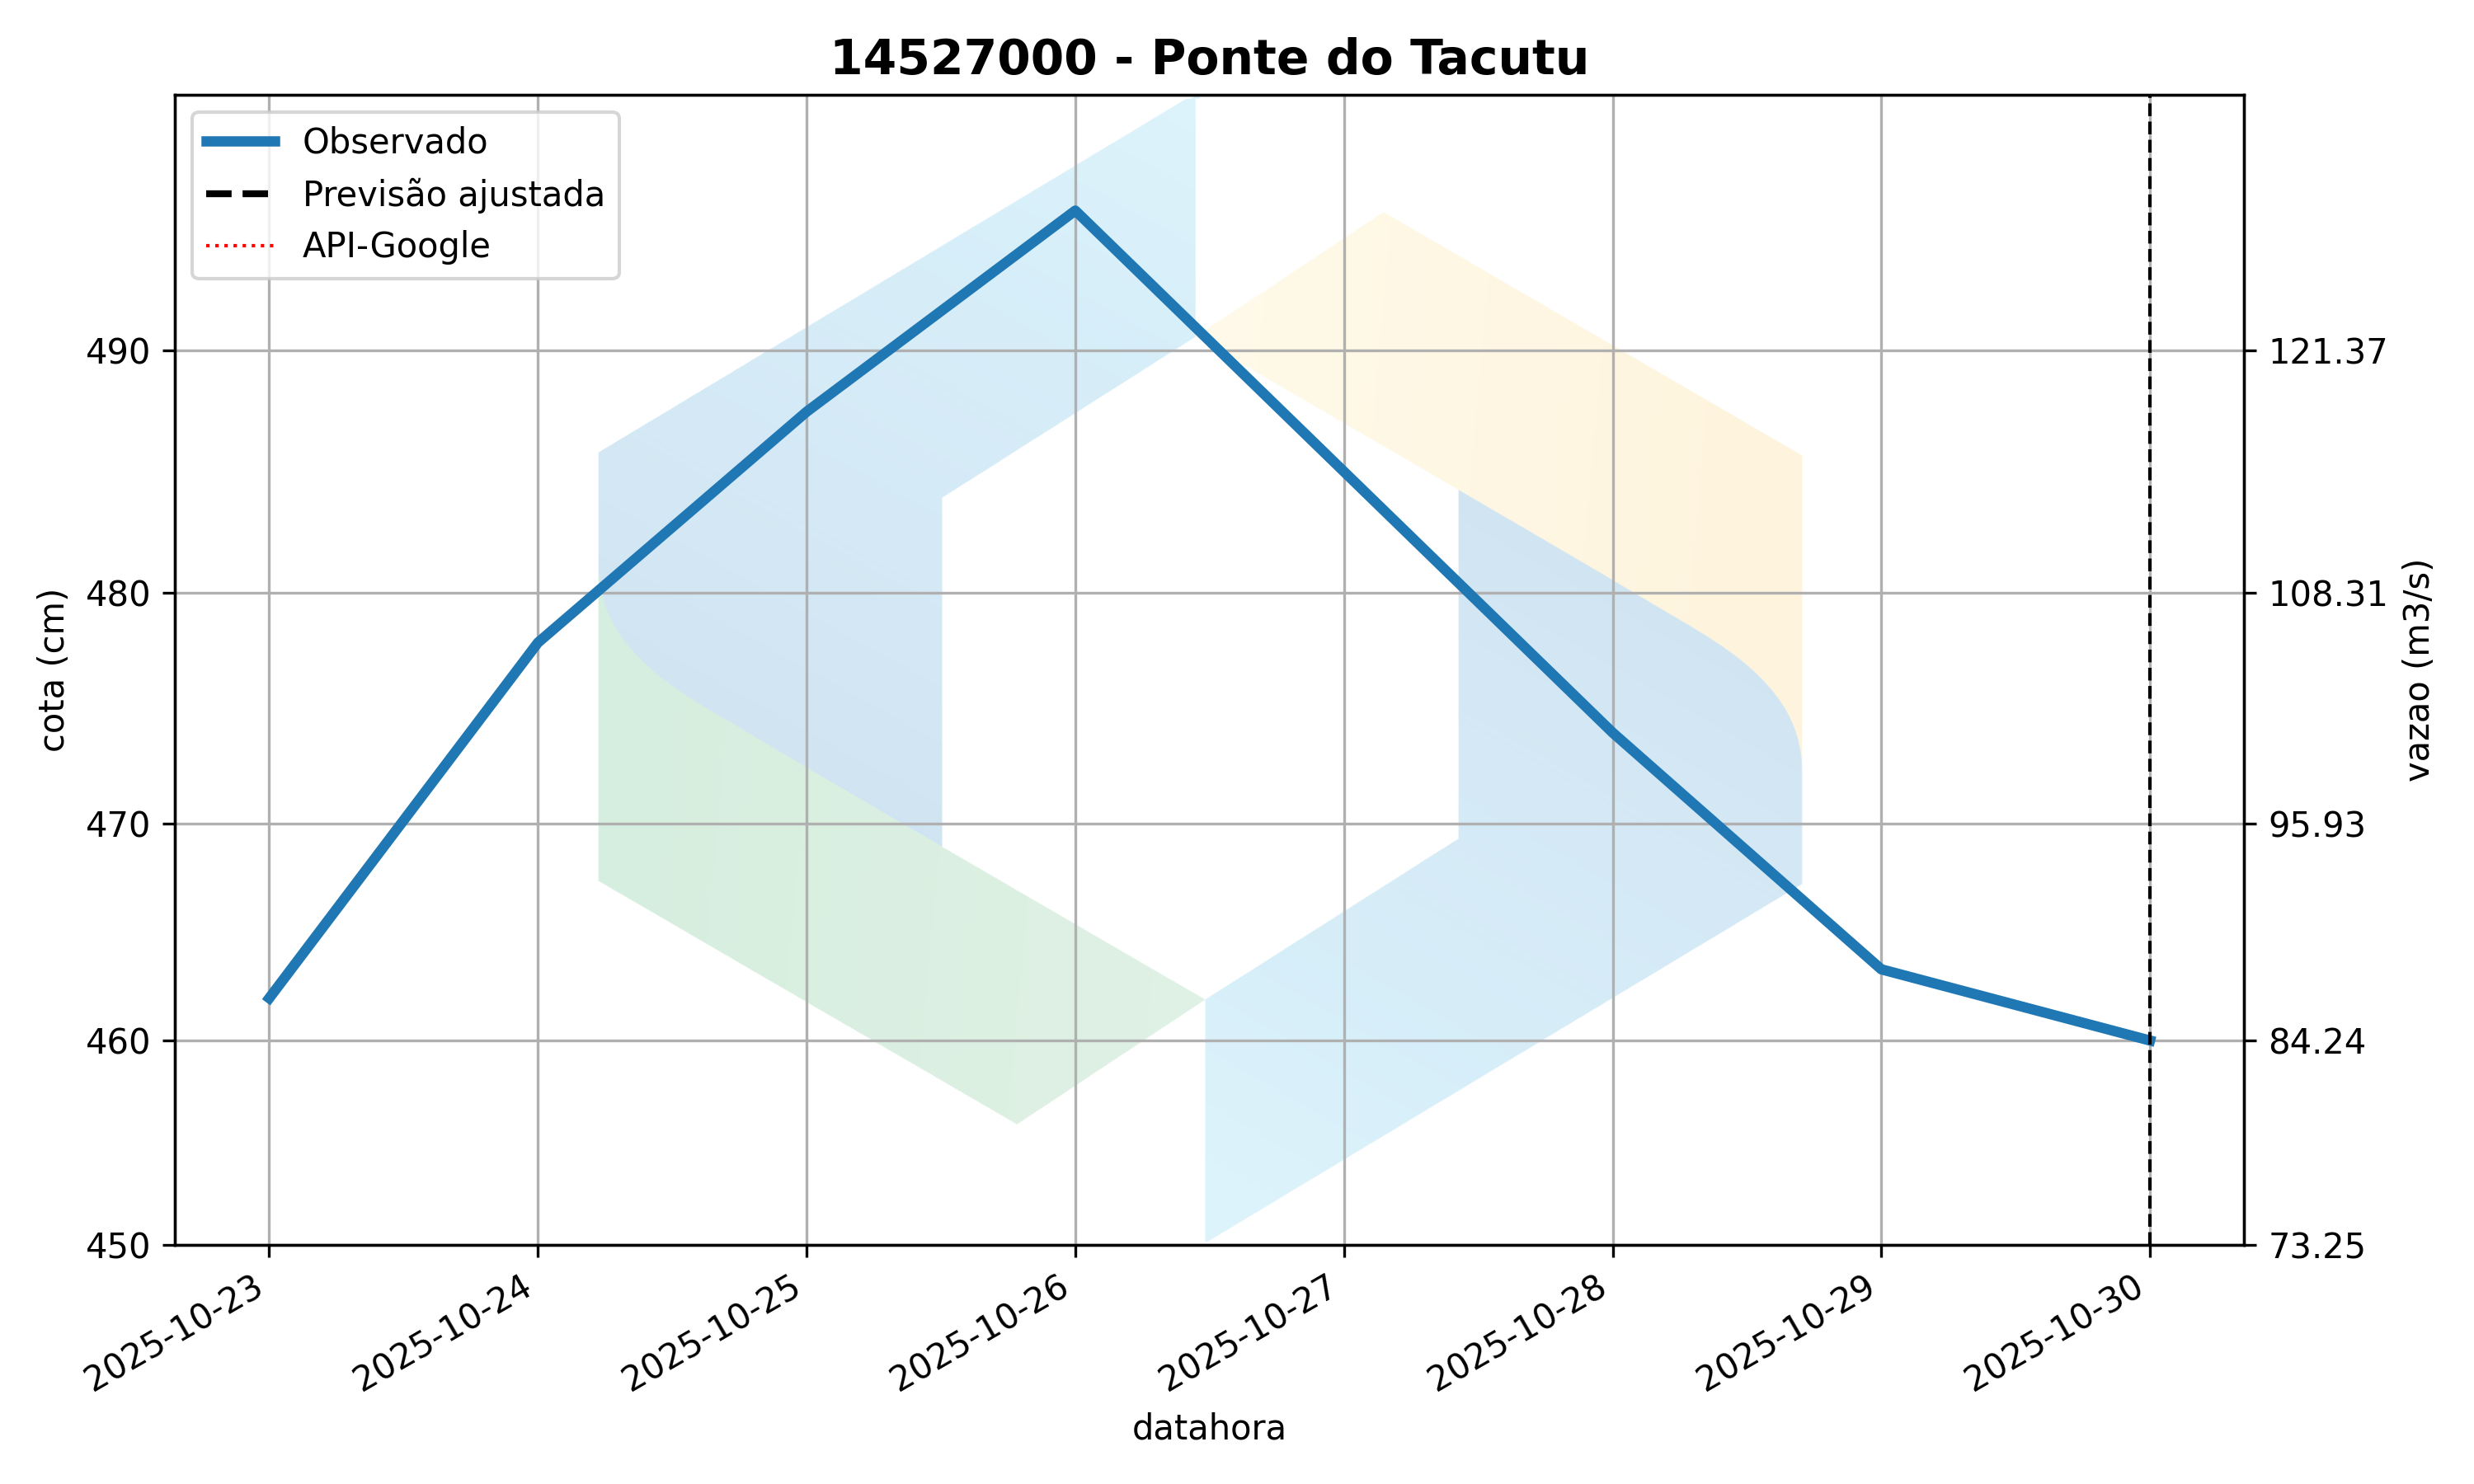 14527000 - Ponte do Tacutu
Observado
Previsão ajustada
API-Google
cota (cm)
490
480
470
460
450
121.37
108.31
95.93
84.24
73.25
vazao (m3/s)
2025-10-23
2025-10-24
2025-10-25
2025-10-26
2025-10-27
2025-10-28
2025-10-29
2025-10-30
datahora